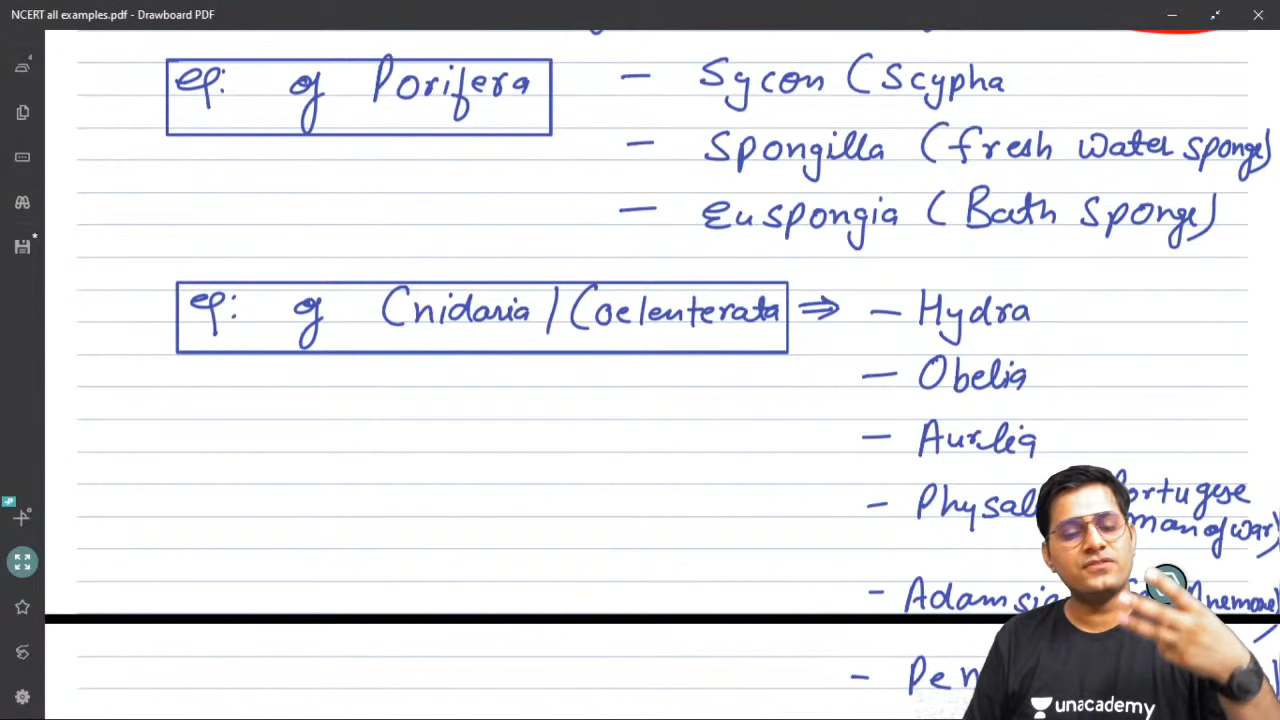 NCERT all examples.pdf - Drawboard PDF
eg: of Porifera
- Sycon (Scypha
- Spongilla (fresh water sponge)
- Euspongia (Bath Sponge)
eg: of Cnidaria/Coelenterata ⇒ - Hydra
- Obelia
- Aurelia
- Physal Portugese
man of war)
- Adamsia Anemone)
- Pen
unacademy